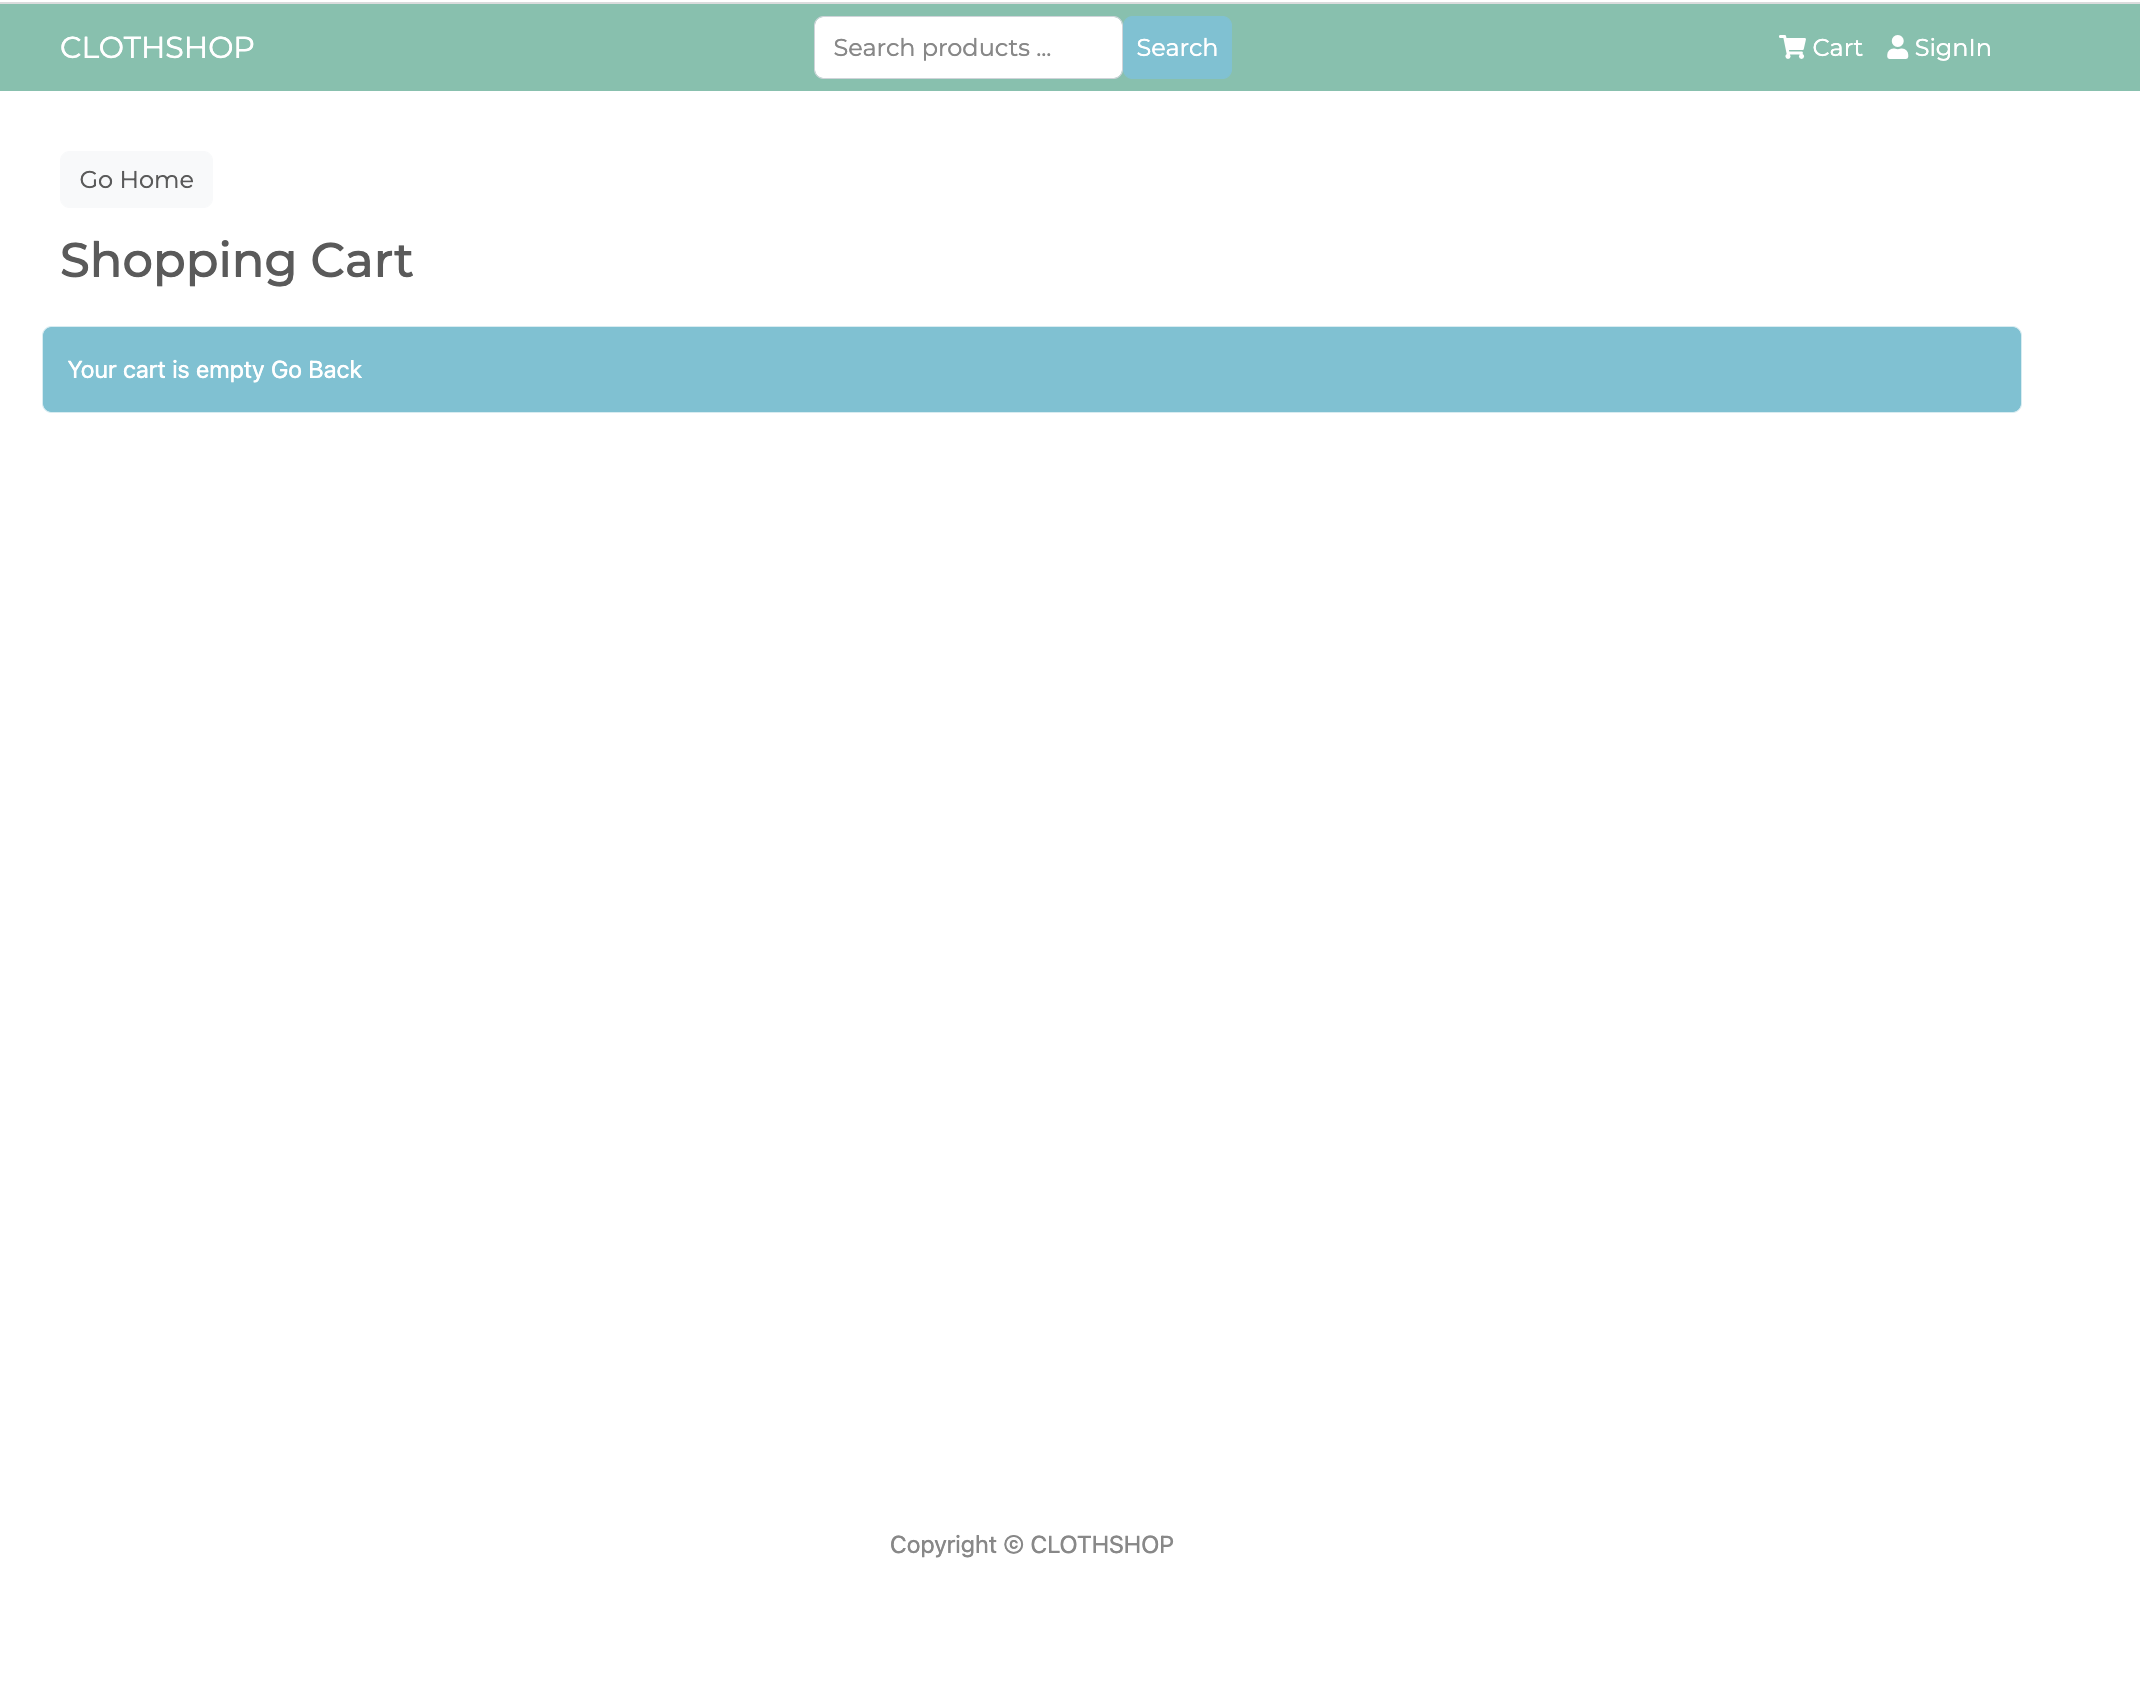 CLOTHSHOP
Search products ...
Search
Cart
SignIn
Go Home
Shopping Cart
Your cart is empty Go Back
Copyright © CLOTHSHOP